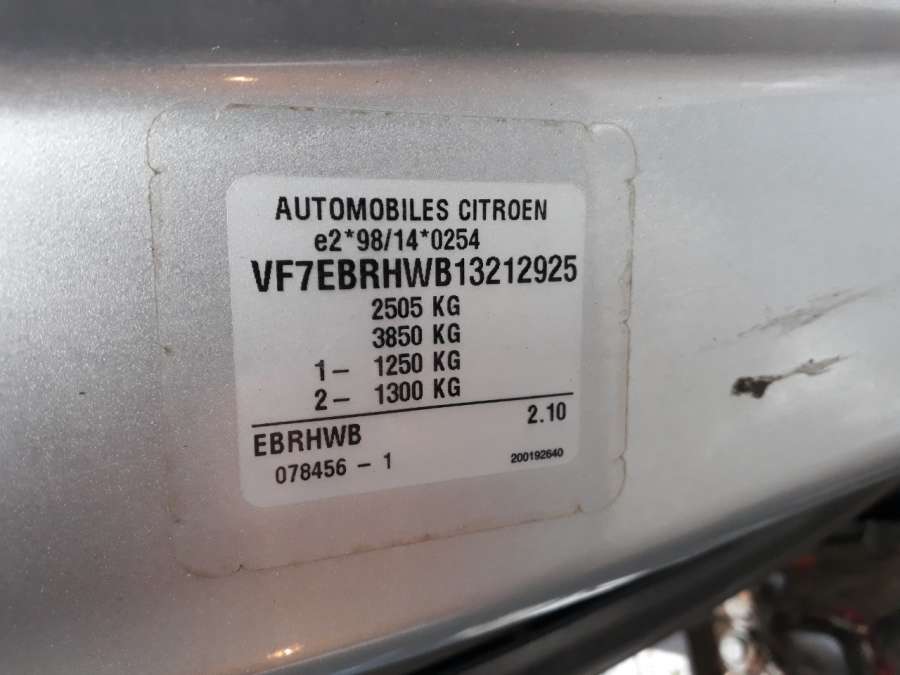 AUTOMOBILES CITROEN
e2*98/14*0254
VF7EBRHWB13212925
2505 KG
3850 KG
1– 1250 KG
2– 1300 KG
EBRHWB 2.10
078456 – 1 200192640